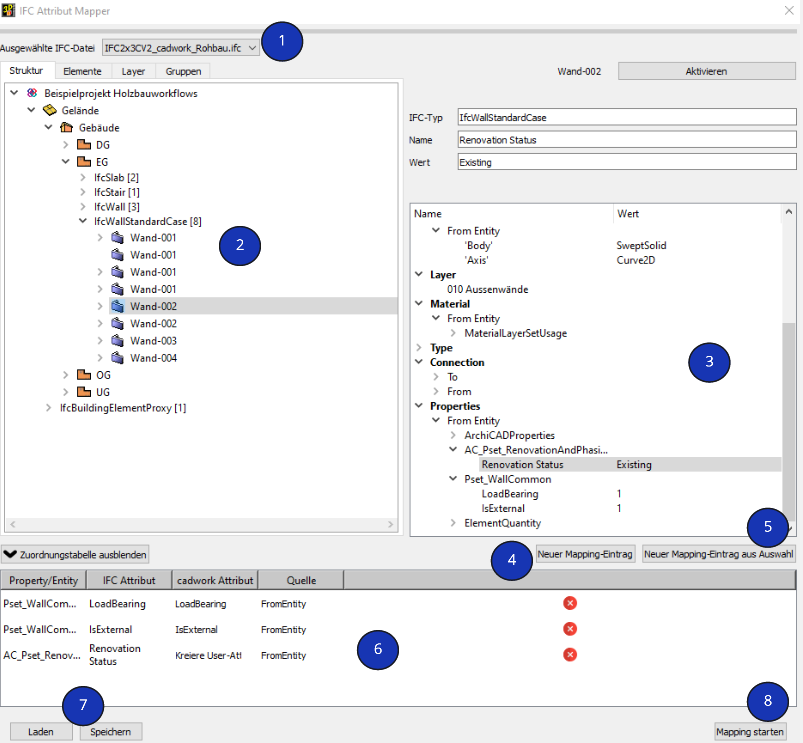 IFC Attribut Mapper
Ausgewählte IFC-Datei IFC2x3CV2_cadwork_Rohbau.ifc 1
Struktur Elemente Layer Gruppen
Beispielprojekt Holzbauworkflows
Gelände
Gebäude
DG
EG
IfcSlab [2]
IfcStair [1]
IfcWall [3]
IfcWallStandardCase [8]
Wand-001
Wand-001
Wand-001
Wand-001
Wand-002
Wand-002
Wand-003
Wand-004
OG
UG
IfcBuildingElementProxy [1]
2
Wand-002 Aktivieren
IFC-Typ IfcWallStandardCase
Name Renovation Status
Wert Existing
Name Wert
From Entity
'Body' SweptSolid
'Axis' Curve2D
Layer
010 Aussenwände
Material
From Entity
MaterialLayerSetUsage
Type
Connection
To
From
Properties
From Entity
ArchiCADProperties
AC_Pset_RenovationAndPhasi...
Renovation Status Existing
Pset_WallCommon
LoadBearing 1
IsExternal 1
ElementQuantity
3
Zuordnungstabelle ausblenden
4
Neuer Mapping-Eintrag
5
Neuer Mapping-Eintrag aus Auswahl
Property/Entity IFC Attribut cadwork Attribut Quelle
Pset_WallCom... LoadBearing LoadBearing FromEntity
Pset_WallCom... IsExternal IsExternal FromEntity
AC_Pset_Renov... Renovation Status Kreiere User-Att FromEntity
6
7
Laden Speichern
8
Mapping starten